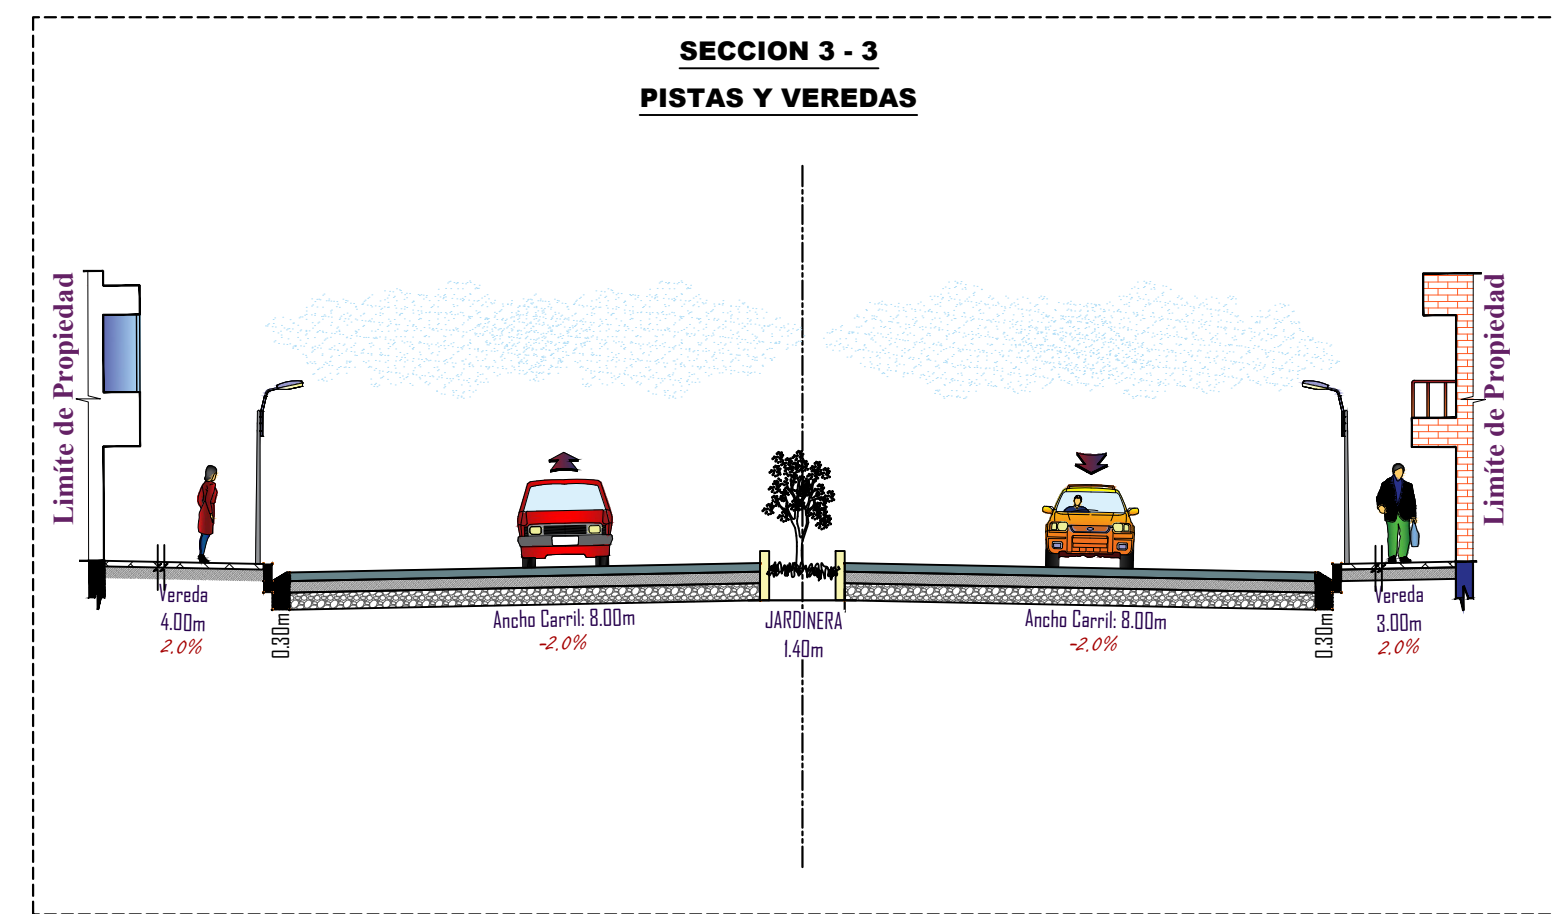 SECCION 3 - 3
PISTAS Y VEREDAS
Limíte de Propiedad
Limíte de Propiedad
Vereda
4.00m
2.0%
0.30m
Ancho Carril: 8.00m
-2.0%
JARDINERA
1.40m
Ancho Carril: 8.00m
-2.0%
0.30m
Vereda
3.00m
2.0%